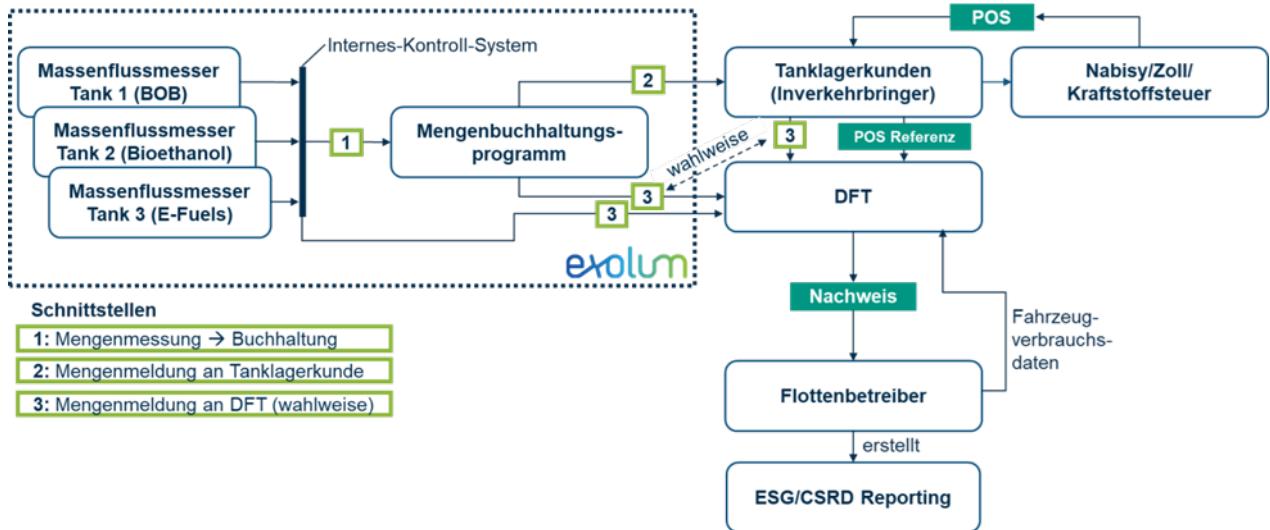 POS
Internes-Kontroll-System
Massenflussmesser
Tank 1 (BOB)
Massenflussmesser
Tank 2 (Bioethanol)
Massenflussmesser
Tank 3 (E-Fuels)
1
Mengenbuchhaltungs-
programm
2
Tanklagerkunden
(Inverkehrbringer)
Nabisy/Zoll/
Kraftstoffsteuer
wahlweise
3
POS Referenz
3
3
DFT
exolum
Nachweis
Fahrzeug-
verbrauchs-
daten
Flottenbetreiber
erstellt
ESG/CSRD Reporting
Schnittstellen
1: Mengenmessung → Buchhaltung
2: Mengenmeldung an Tanklagerkunde
3: Mengenmeldung an DFT (wahlweise)